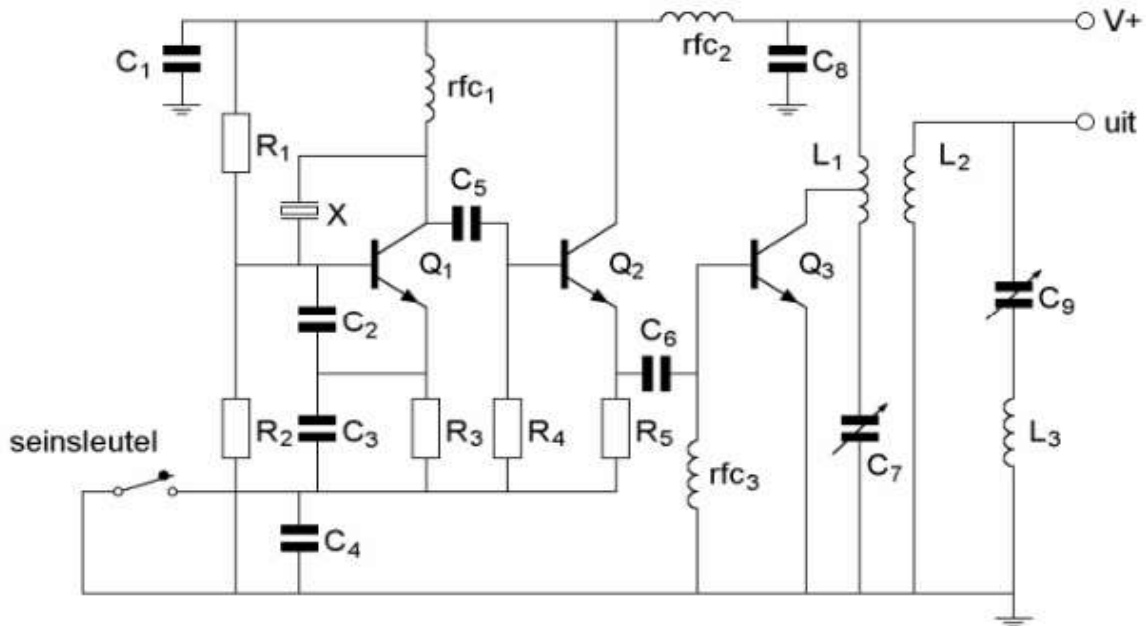 V+
C1
rfc1
rfc2
C8
uit
R1
L1
L2
C5
X
Q1
Q2
Q3
C9
C2
C6
seinsleutel
R2
C3
R3
R4
R5
rfc3
C7
L3
C4